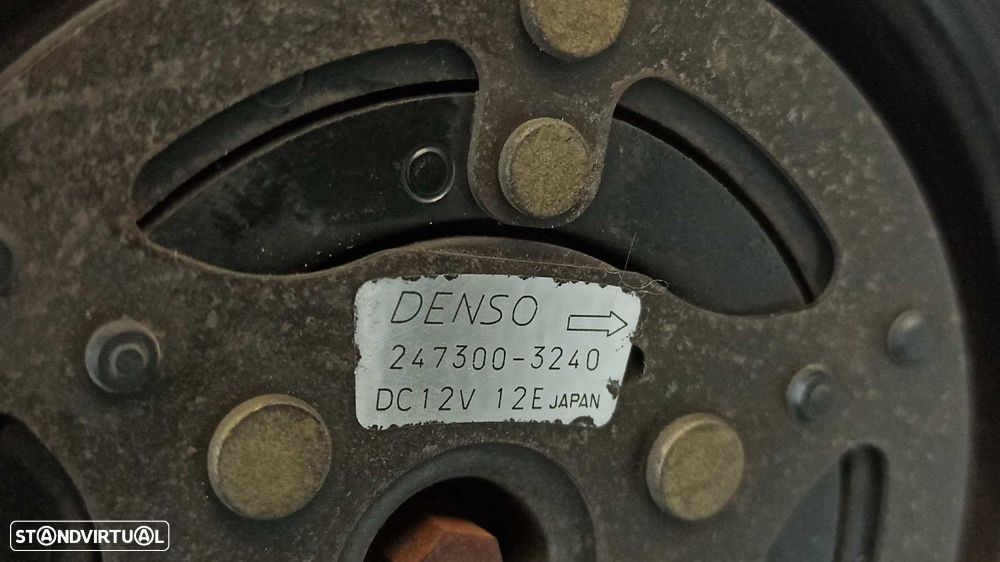 DENSO
247300-3240
DC12V 12E JAPAN
STANDVIRTUAL